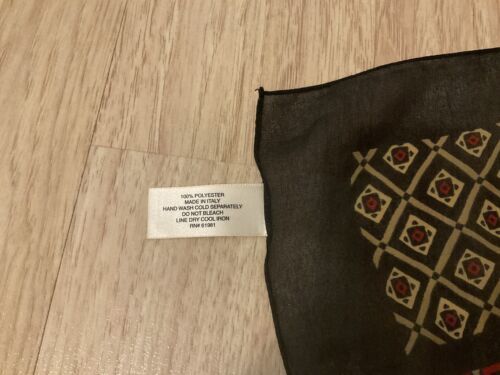 100% POLYESTER
MADE IN ITALY
HAND WASH COLD SEPARATELY
DO NOT BLEACH
LINE DRY COOL IRON
RN# 61981